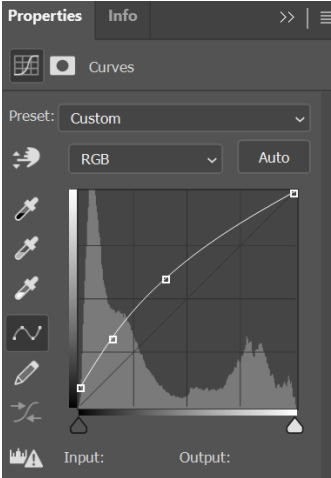 Properties Info
Curves
Preset: Custom
RGB Auto
Input: Output: